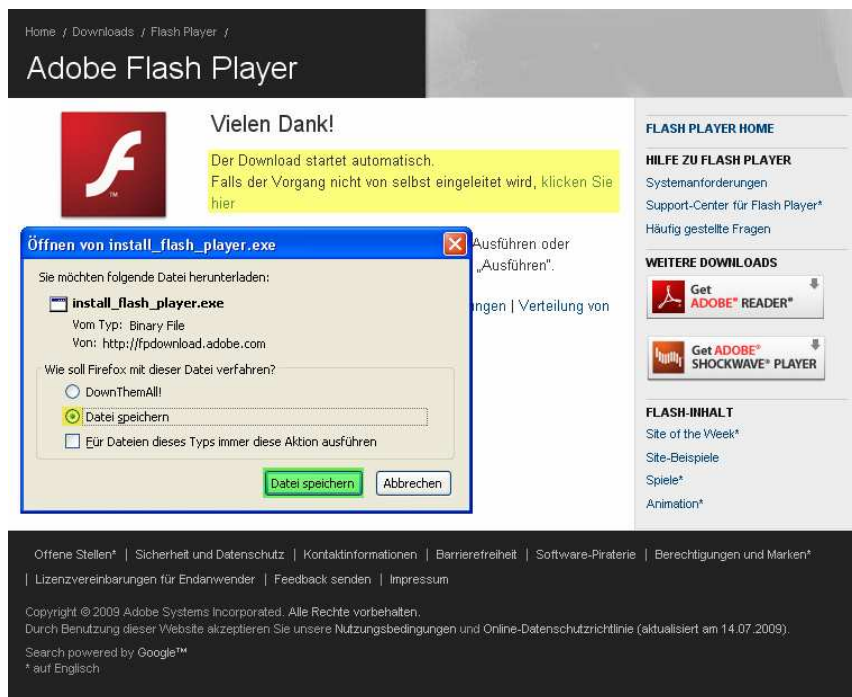 Home / Downloads / Flash Player /
Adobe Flash Player
Vielen Dank!
Der Download startet automatisch.
Falls der Vorgang nicht von selbst eingeleitet wird, klicken Sie
hier
Ausführen oder
„Ausführen".
ungen | Verteilung von
Öffnen von install_flash_player.exe
Sie möchten folgende Datei herunterladen:
install_flash_player.exe
Vom Typ: Binary File
Von: http://fpdownload.adobe.com
Wie soll Firefox mit dieser Datei verfahren?
DownThemAll!
Datei speichern
Für Dateien dieses Typs immer diese Aktion ausführen
Datei speichern
Abbrechen
FLASH PLAYER HOME
HILFE ZU FLASH PLAYER
Systemanforderungen
Support-Center für Flash Player*
Häufig gestellte Fragen
WEITERE DOWNLOADS
Get
ADOBE® READER®
Get ADOBE®
SHOCKWAVE® PLAYER
FLASH-INHALT
Site of the Week*
Site-Beispiele
Spiele*
Animation*
Offene Stellen* | Sicherheit und Datenschutz | Kontaktinformationen | Barrierefreiheit | Software-Piraterie | Berechtigungen und Marken*
| Lizenzvereinbarungen für Endanwender | Feedback senden | Impressum
Copyright © 2009 Adobe Systems Incorporated. Alle Rechte vorbehalten.
Durch Benutzung dieser Website akzeptieren Sie unsere Nutzungsbedingungen und Online-Datenschutzrichtlinie (aktualisiert am 14.07.2009).
Search powered by Google™
* auf Englisch